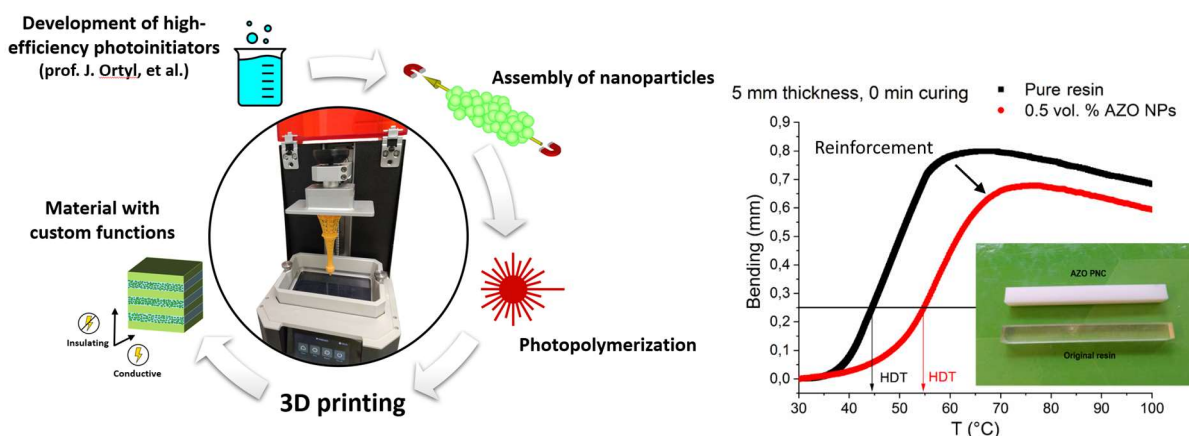 Development of high-
efficiency photoinitiators
(prof. J. Ortyl, et al.)
Assembly of nanoparticles
Material with
custom functions
Insulating
Conductive
Photopolymerization
3D printing
5 mm thickness, 0 min curing
Pure resin
0.5 vol. % AZO NPs
Reinforcement
Bending (mm)
0,9
0,8
0,7
0,6
0,5
0,4
0,3
0,2
0,1
0,0
HDT
HDT
AZO PNC
Original resin
30
40
50
60
70
80
90
100
T (°C)